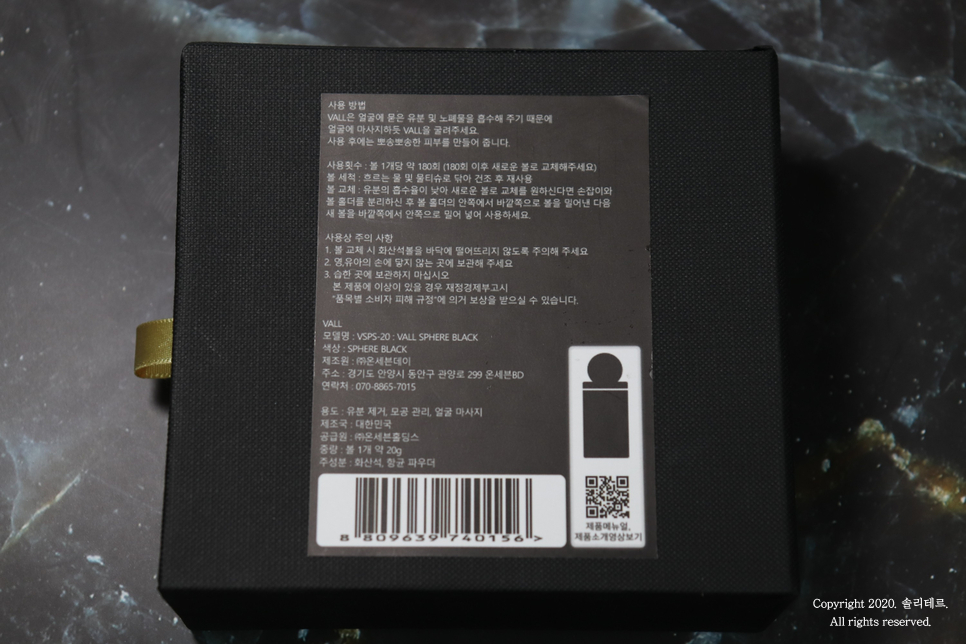 사용 방법
VALL은 얼굴에 묻은 유분 및 노폐물을 흡수해 주기 때문에
얼굴에 마사지하듯 VALL을 굴려주세요.
사용 후에는 뽀송뽀송한 피부를 만들어 줍니다.
사용횟수 : 볼 1개당 약 180회 (180회 이후 새로운 볼로 교체해주세요)
볼 세척 : 흐르는 물 및 물티슈로 닦아 건조 후 재사용
볼 교체 : 유분의 흡수율이 낮아 새로운 볼로 교체를 원하신다면 손잡이와
볼 홀더를 분리하신 후 볼 홀더의 안쪽에서 바깥쪽으로 볼을 밀어낸 다음
새 볼을 바깥쪽에서 안쪽으로 밀어 넣어 사용하세요.
사용상 주의 사항
1. 볼 교체 시 화산석볼을 바닥에 떨어뜨리지 않도록 주의해 주세요
2. 영,유아의 손에 닿지 않는 곳에 보관해 주세요
3. 습한 곳에 보관하지 마십시오
본 제품에 이상이 있을 경우 재정경제부고시
"품목별 소비자 피해 규정"에 의거 보상을 받으실 수 있습니다.
VALL
모델명 : VSPS-20 : VALL SPHERE BLACK
색상 : SPHERE BLACK
제조원 : ㈜온세븐데이
주소 : 경기도 안양시 동안구 관양로 299 온세븐BD
연락처 : 070-8865-7015
용도 : 유분 제거, 모공 관리, 얼굴 마사지
제조국 : 대한민국
공급원 : ㈜온세븐홀딩스
중량 : 볼 1개 약 20g
주성분 : 화산석, 항균 파우더
8 809639 740156 >
제품메뉴얼,
제품소개영상보기
Copyright 2020. 솔리테르.
All rights reserved.